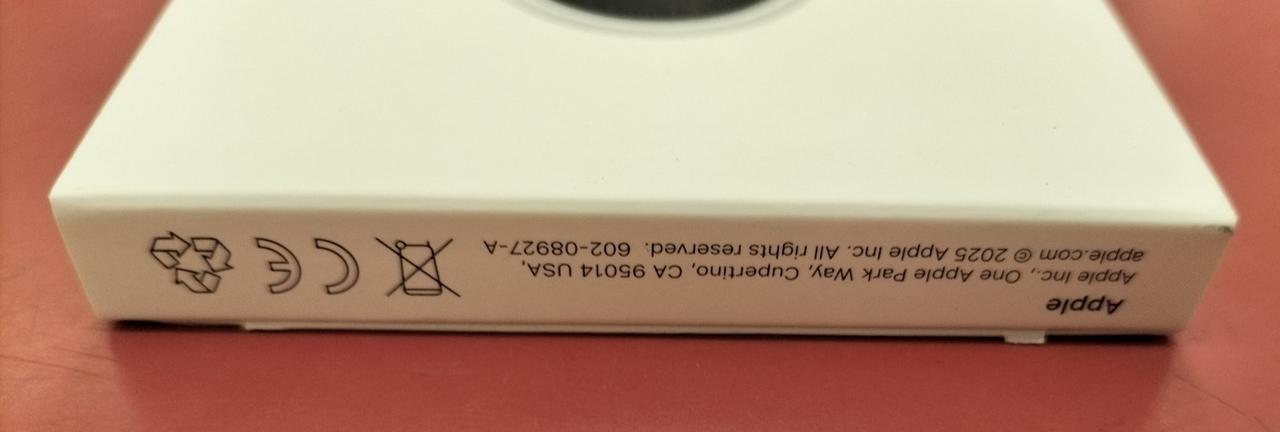 Apple
Apple Inc., One Apple Park Way, Cupertino, CA 95014 USA,
apple.com © 2025 Apple Inc. All rights reserved. 602-08927-A